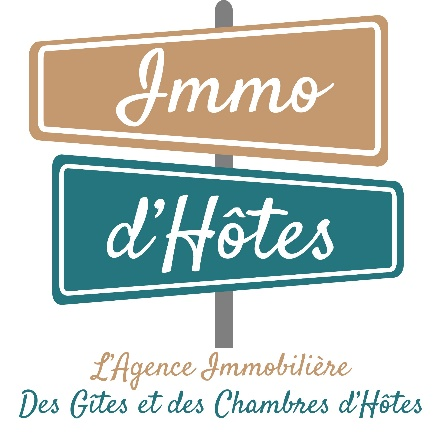 Immo
d'Hôtes
L'Agence Immobilière
Des Gîtes et des Chambres d'Hôtes